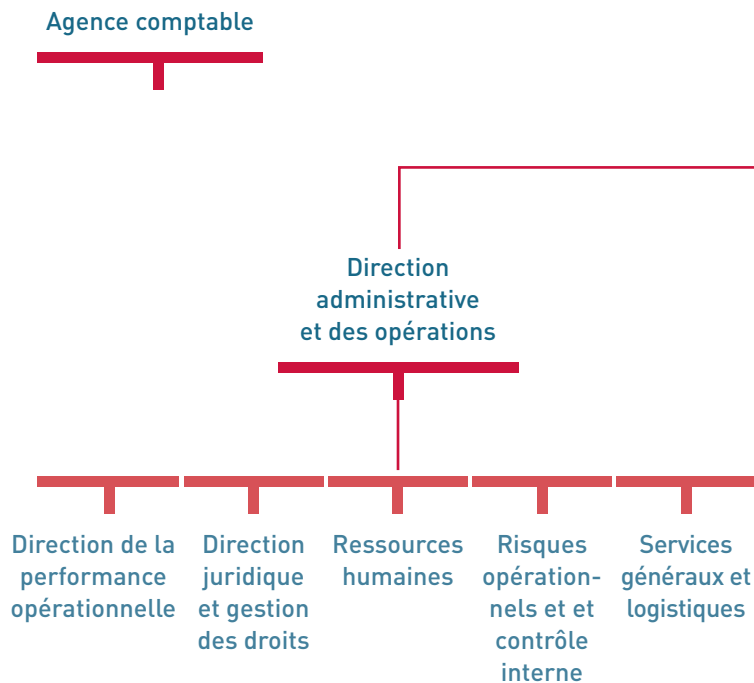 Agence comptable
Direction
administrative
et des opérations
Direction de la
performance
opérationnelle
Direction
juridique
et gestion
des droits
Ressources
humaines
Risques
opération-
nels et et
contrôle
interne
Services
généraux et
logistiques